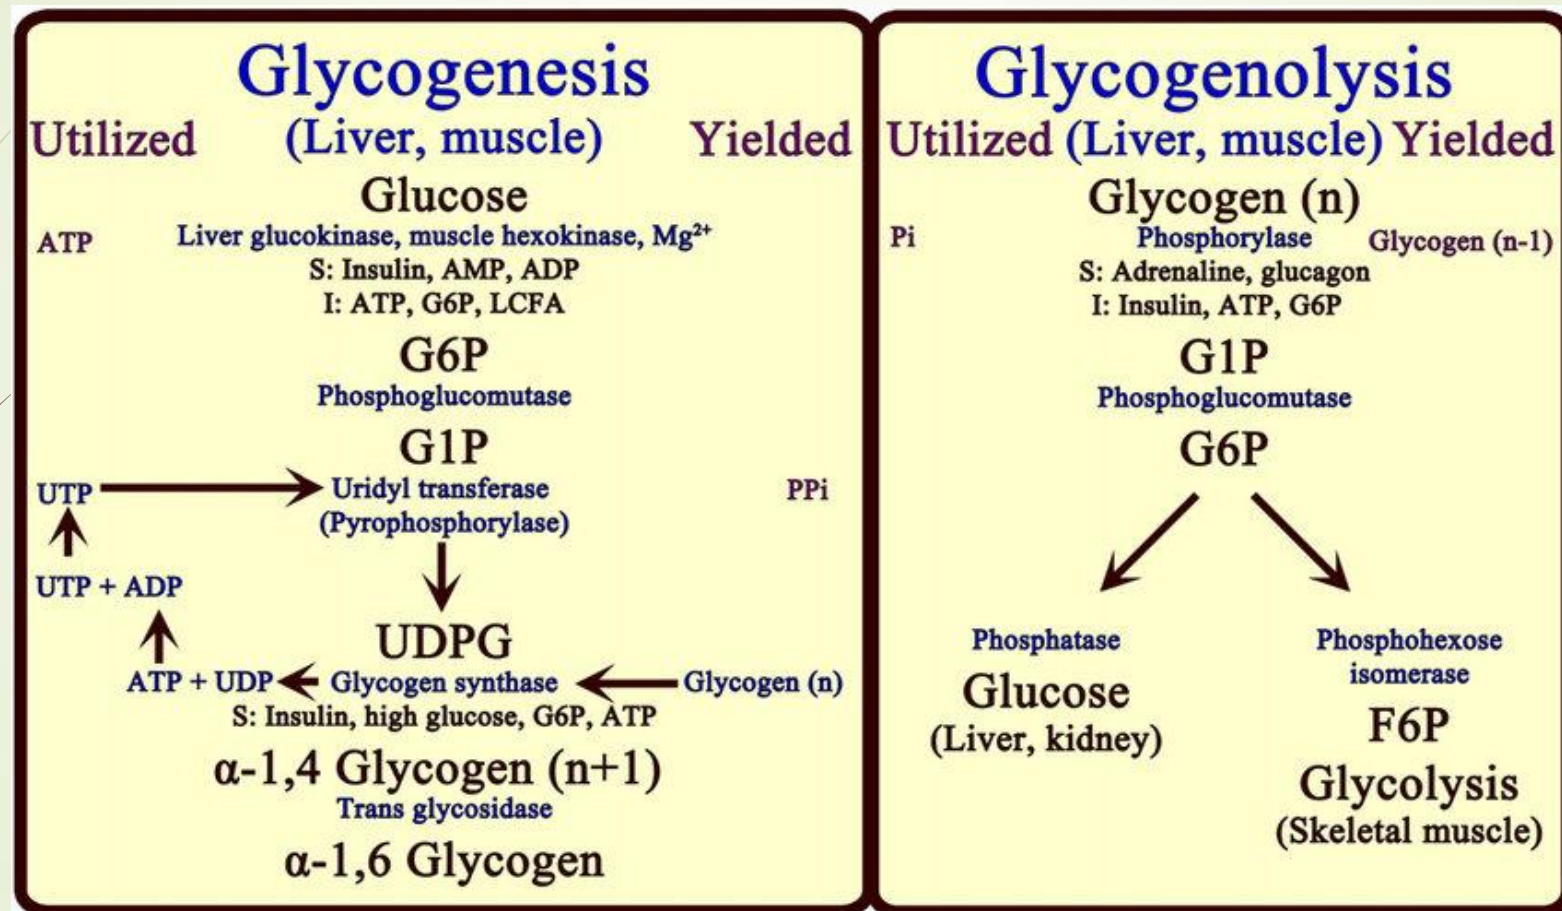 Glycogenesis
Utilized (Liver, muscle) Yielded
Glucose
ATP Liver glucokinase, muscle hexokinase, Mg²⁺
S: Insulin, AMP, ADP
I: ATP, G6P, LCFA
G6P
Phosphoglucomutase
G1P
UTP Uridyl transferase PPi
(Pyrophosphorylase)
UTP + ADP
UDPG
ATP + UDP Glycogen synthase Glycogen (n)
S: Insulin, high glucose, G6P, ATP
α-1,4 Glycogen (n+1)
Trans glycosidase
α-1,6 Glycogen
Glycogenolysis
Utilized (Liver, muscle) Yielded
Glycogen (n)
Pi Phosphorylase Glycogen (n-1)
S: Adrenaline, glucagon
I: Insulin, ATP, G6P
G1P
Phosphoglucomutase
G6P
Phosphatase
Glucose
(Liver, kidney)
Phosphohexose
isomerase
F6P
Glycolysis
(Skeletal muscle)